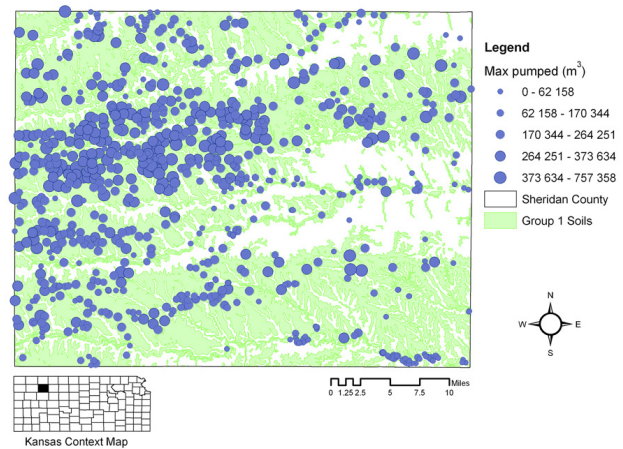 Legend
Max pumped (m3)
0 - 62 158
62 158 - 170 344
170 344 - 264 251
264 251 - 373 634
373 634 - 757 358
Sheridan County
Group 1 Soils
N
W E
S
Miles
0 1.25 2.5 5 7.5 10
Kansas Context Map